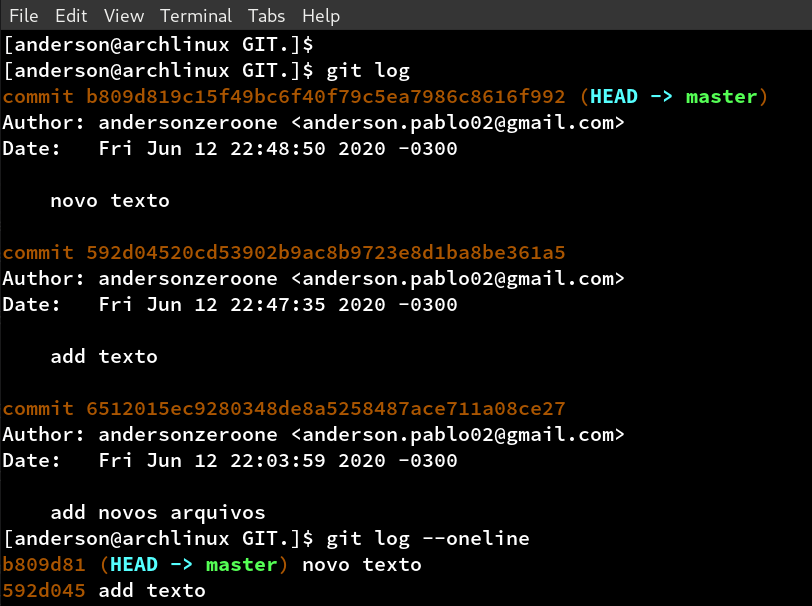 File Edit View Terminal Tabs Help
[anderson@archlinux GIT.]$
[anderson@archlinux GIT.]$ git log
commit b809d819c15f49bc6f40f79c5ea7986c8616f992 (HEAD -> master)
Author: andersonzeroone <anderson.pablo02@gmail.com>
Date:   Fri Jun 12 22:48:50 2020 -0300
    novo texto
commit 592d04520cd53902b9ac8b9723e8d1ba8be361a5
Author: andersonzeroone <anderson.pablo02@gmail.com>
Date:   Fri Jun 12 22:47:35 2020 -0300
    add texto
commit 6512015ec9280348de8a5258487ace711a08ce27
Author: andersonzeroone <anderson.pablo02@gmail.com>
Date:   Fri Jun 12 22:03:59 2020 -0300
    add novos arquivos
[anderson@archlinux GIT.]$ git log --oneline
b809d81 (HEAD -> master) novo texto
592d045 add texto